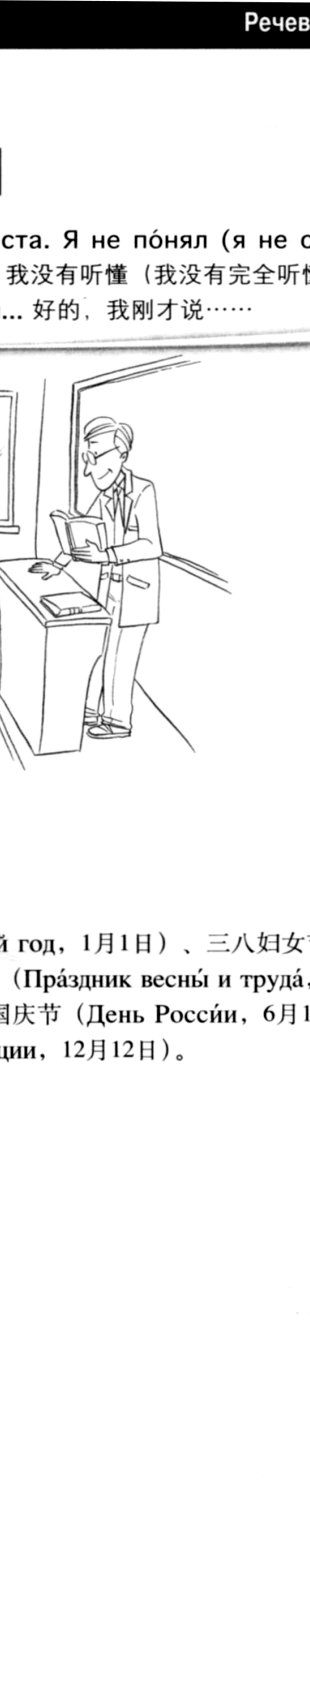 Речев
ста. Я не по́нял (я не с
我没有听懂（我没有完全听懂
... 好的，我刚才说……
й год，1月1日）、三八妇女节
（Пра́здник весны́ и труда́，
国庆节（День Росси́и，6月1
ции，12月12日）。